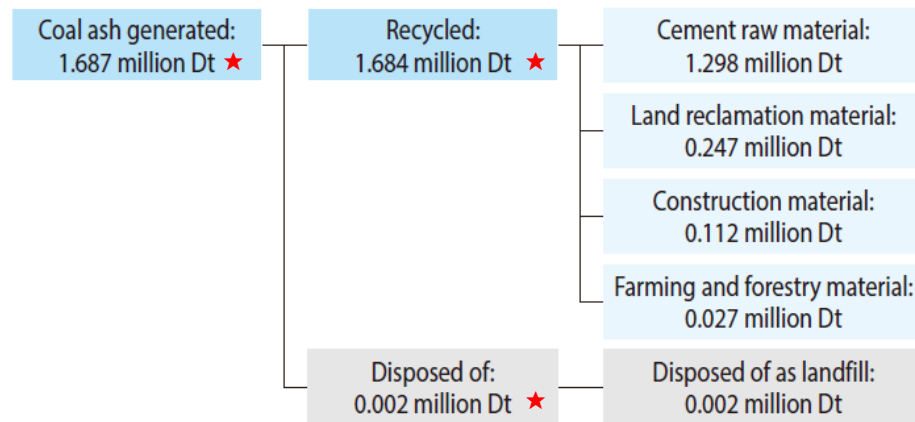 Coal ash generated:
1.687 million Dt ★
Recycled:
1.684 million Dt ★
Cement raw material:
1.298 million Dt
Land reclamation material:
0.247 million Dt
Construction material:
0.112 million Dt
Farming and forestry material:
0.027 million Dt
Disposed of:
0.002 million Dt ★
Disposed of as landfill:
0.002 million Dt